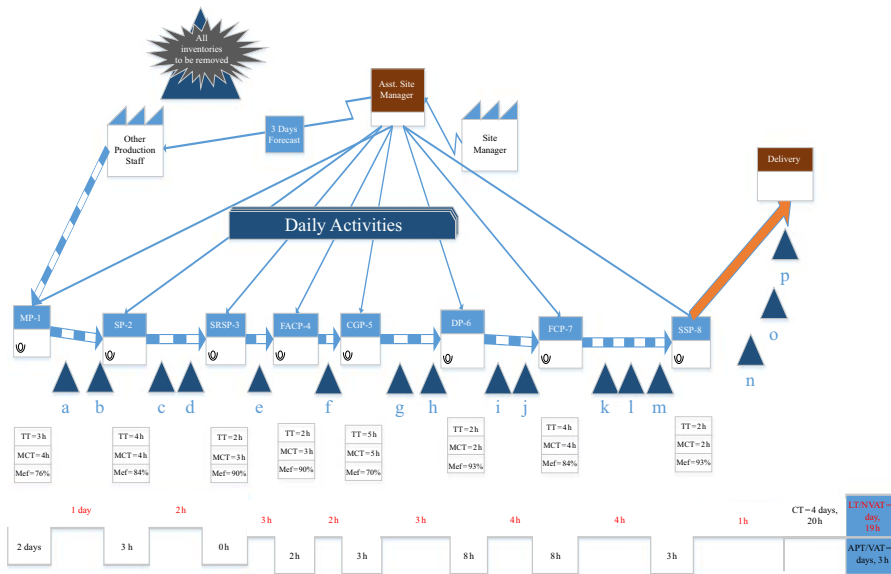 All
inventories
to be removed
Asst. Site
Manager
3 Days
Forecast
Other
Production
Staff
Site
Manager
Delivery
Daily Activities
p
o
n
MP-1
SP-2
SRSP-3
FACP-4
CGP-5
DP-6
FCP-7
SSP-8
a
b
c
d
e
f
g
h
i
j
k
l
m
TT=3h
MCT=4h
Mef=76%
TT=4h
MCT=4h
Mef=84%
TT=2h
MCT=3h
Mef=90%
TT=2h
MCT=3h
Mef=90%
TT=5h
MCT=5h
Mef=70%
TT=2h
MCT=2h
Mef=93%
TT=4h
MCT=4h
Mef=84%
TT=2h
MCT=2h
Mef=93%
1 day
2h
3h
2h
3h
4h
4h
1h
CT=4 days,
20h
LT/NVAT=
day,
19h
2 days
3h
0h
2h
3h
8h
8h
3h
APT/VAT=
days, 3h